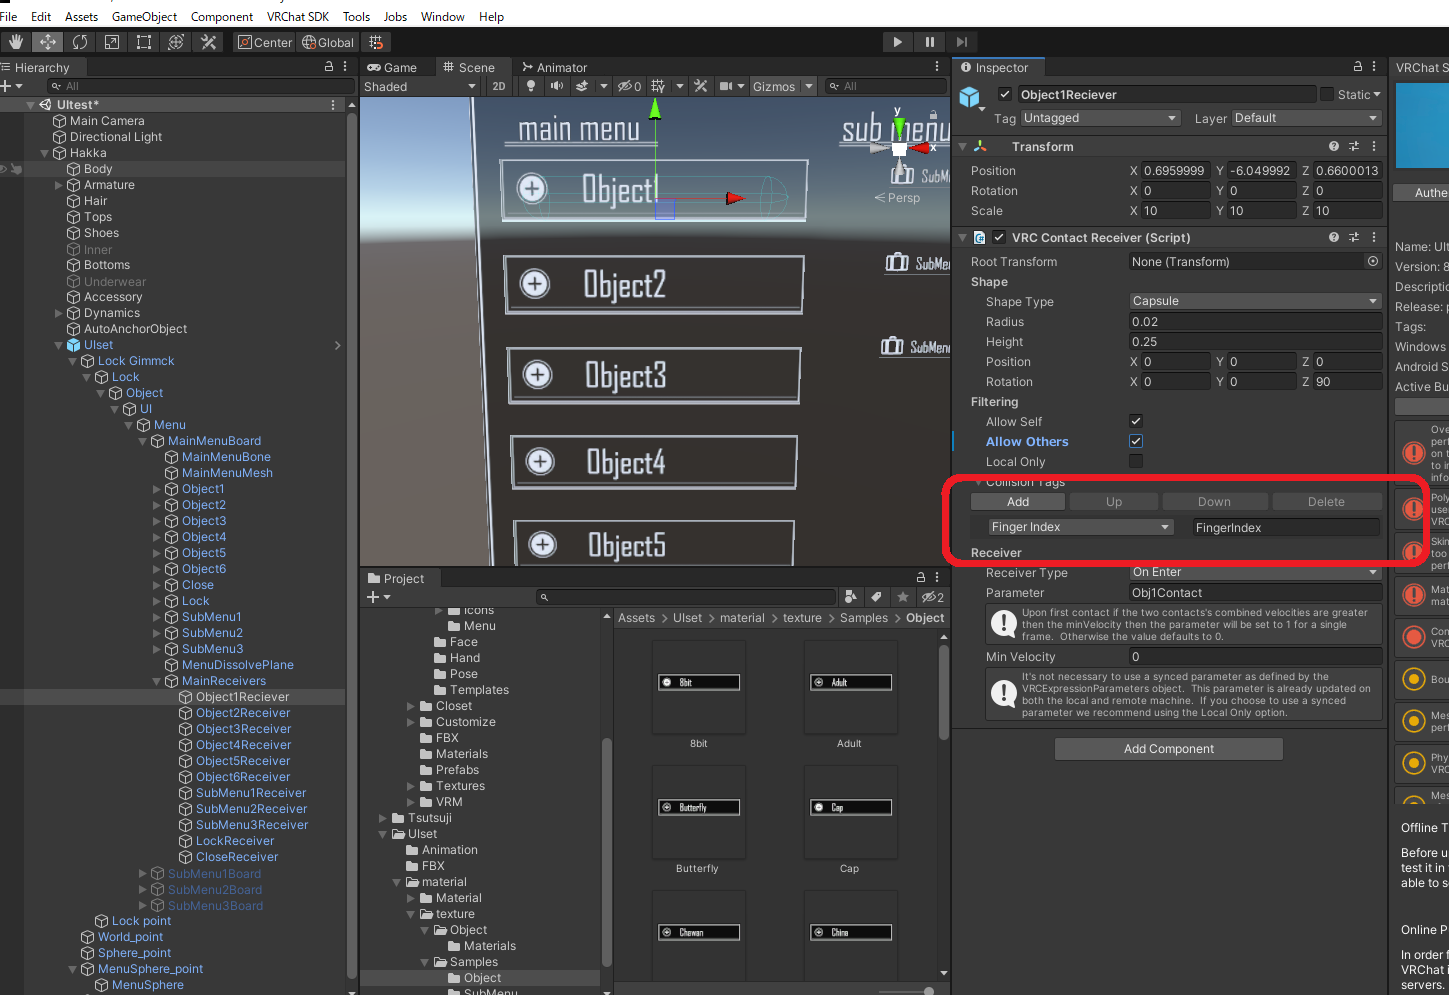 File Edit Assets GameObject Component VRChat SDK Tools Jobs Window Help
Center Global
Hierarchy
All
UItest*
Main Camera
Directional Light
Hakka
Body
Armature
Hair
Tops
Shoes
Inner
Bottoms
Underwear
Accessory
Dynamics
AutoAnchorObject
UIset
Lock Gimmck
Lock
Object
UI
Menu
MainMenuBoard
MainMenuBone
MainMenuMesh
Object1
Object2
Object3
Object4
Object5
Object6
Close
Lock
SubMenu1
SubMenu2
SubMenu3
MenuDissolvePlane
MainReceivers
Object1Reciever
Object2Receiver
Object3Receiver
Object4Receiver
Object5Receiver
Object6Receiver
SubMenu1Receiver
SubMenu2Receiver
SubMenu3Receiver
LockReceiver
CloseReceiver
SubMenu1Board
SubMenu2Board
SubMenu3Board
Lock point
World_point
Sphere_point
MenuSphere_point
MenuSphere
Game Scene Animator
Shaded 2D 0 Gizmos All
main menu
sub menu
y
x
Persp
Object1
Object2
Object3
Object4
Object5
SubMe
SubMe
SubMe
Project
2
Icons
Menu
Face
Hand
Pose
Templates
Closet
Customize
FBX
Materials
Prefabs
Textures
VRM
Tsutsuji
UIset
Animation
FBX
material
Material
texture
Object
Materials
Samples
Object
SubMenu
Assets > UIset > material > texture > Samples > Object
8bit
Adult
8bit
Adult
Butterfly
Cap
Butterfly
Cap
China
Inspector
Object1Reciever Static
Tag Untagged Layer Default
Transform
Position X 0.6959999 Y -6.049992 Z 0.6600013
Rotation X 0 Y 0 Z 0
Scale X 10 Y 10 Z 10
VRC Contact Receiver (Script)
Root Transform None (Transform)
Shape
Shape Type Capsule
Radius 0.02
Height 0.25
Position X 0 Y 0 Z 0
Rotation X 0 Y 0 Z 90
Filtering
Allow Self
Allow Others
Local Only
Collision Tags
Add Up Down Delete
Finger Index FingerIndex
Receiver
Receiver Type On Enter
Parameter Obj1Contact
Upon first contact if the two contacts's combined velocities are greater
then the minVelocity then the parameter will be set to 1 for a single
frame. Otherwise the value defaults to 0.
Min Velocity 0
It's not necessary to use a synced parameter as defined by the
VRCExpressionParameters object. This parameter is already updated on
both the local and remote machine. If you choose to use a synced
parameter we recommend using the Local Only option.
Add Component
VRChat S
Authe
Name: UIt
Version: 8
Descriptio
Release: p
Tags:
Windows
Android S
Active Bu
Ove
perf
on t
to in
info
Poly
use
VRC
Skin
too
perf
Mat
mat
Con
VRC
Bou
Mes
perf
Phy
VRC
Mes
Offline T
Before u
test it in
able to s
Online P
In order f
VRChat i
servers.